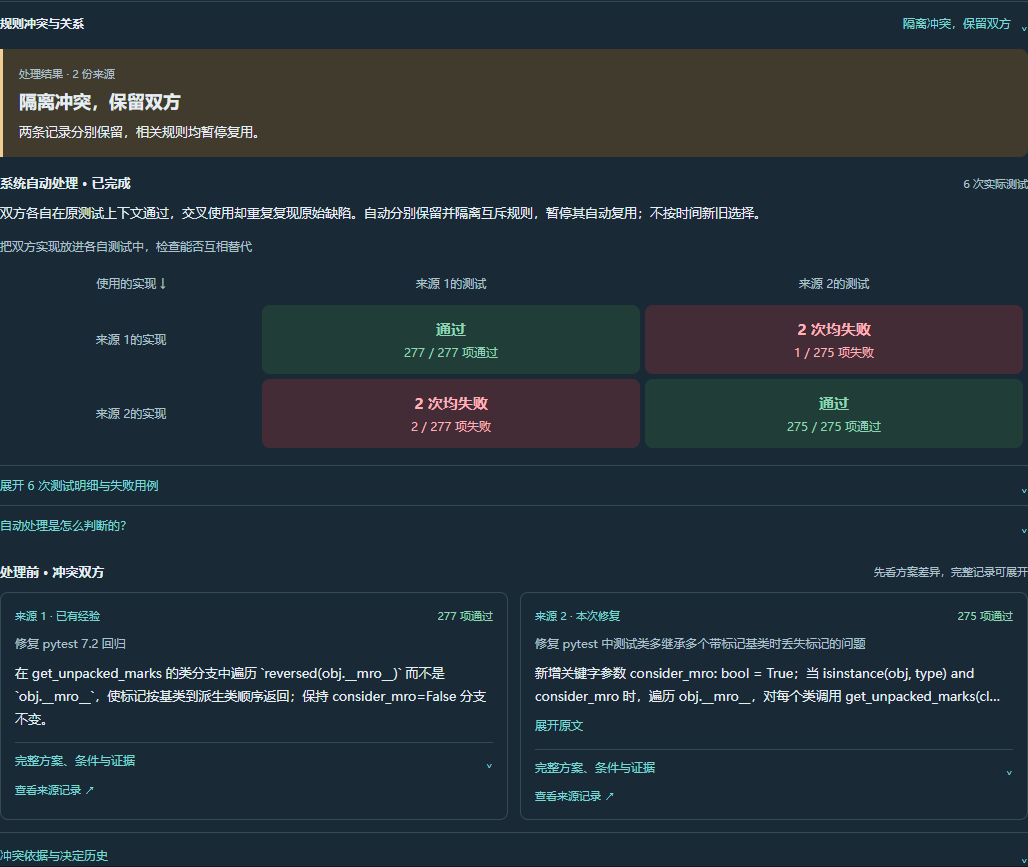 规则冲突与关系
隔离冲突，保留双方
处理结果 · 2 份来源
隔离冲突，保留双方
两条记录分别保留，相关规则均暂停复用。
系统自动处理 • 已完成
6 次实际测试
双方各自在原测试上下文通过，交叉使用却重复复现原始缺陷。自动分别保留并隔离互斥规则，暂停其自动复用；不按时间新旧选择。
把双方实现放进各自测试中，检查能否互相替代
使用的实现↓
来源 1的测试
来源 2的测试
来源 1的实现
通过
277 / 277 项通过
2 次均失败
1 / 275 项失败
来源 2的实现
2 次均失败
2 / 277 项失败
通过
275 / 275 项通过
展开 6 次测试明细与失败用例
自动处理是怎么判断的？
处理前 • 冲突双方
先看方案差异，完整记录可展开
来源 1 · 已有经验
277 项通过
修复 pytest 7.2 回归
在 get_unpacked_marks 的类分支中遍历 `reversed(obj.__mro__)` 而不是
`obj.__mro__`，使标记按基类到派生类顺序返回；保持 consider_mro=False 分支
不变。
完整方案、条件与证据
查看来源记录 ↗
来源 2 · 本次修复
275 项通过
修复 pytest 中测试类多继承多个带标记基类时丢失标记的问题
新增关键字参数 consider_mro: bool = True；当 isinstance(obj, type) and
consider_mro 时，遍历 obj.__mro__，对每个类调用 get_unpacked_marks(cl...
展开原文
完整方案、条件与证据
查看来源记录 ↗
冲突依据与决定历史